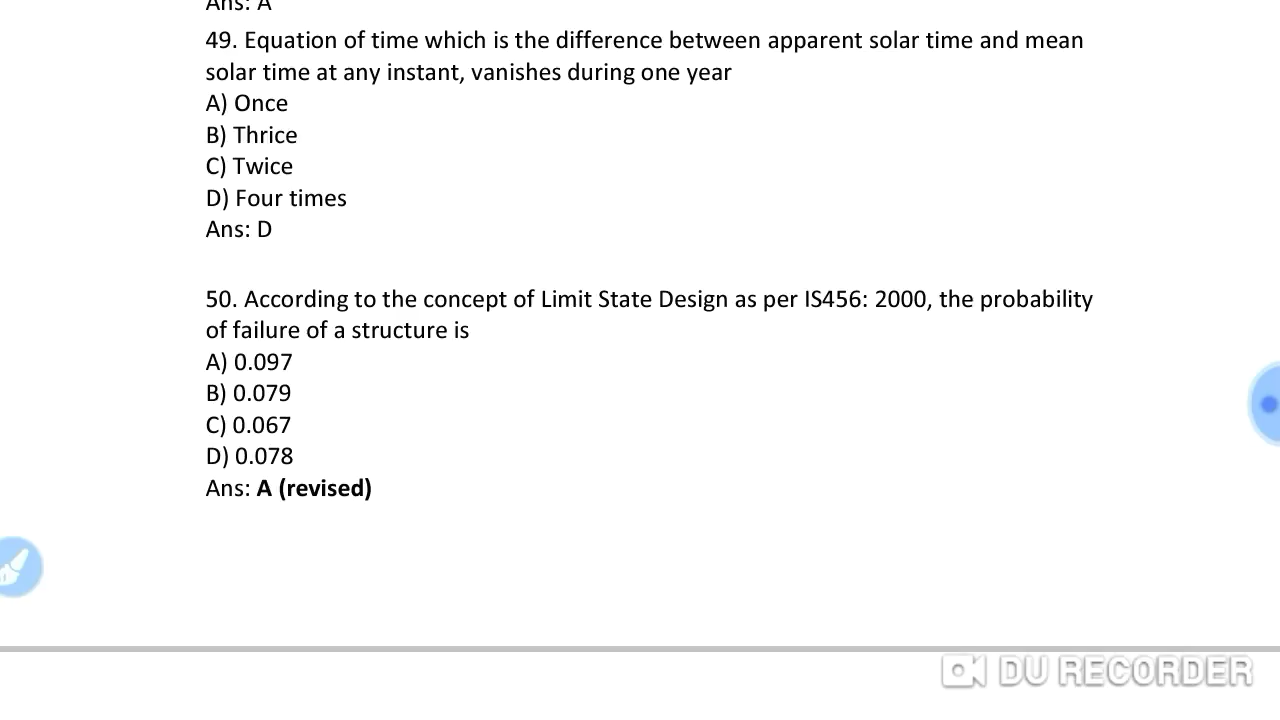 Ans: A
49. Equation of time which is the difference between apparent solar time and mean
solar time at any instant, vanishes during one year
A) Once
B) Thrice
C) Twice
D) Four times
Ans: D
50. According to the concept of Limit State Design as per IS456: 2000, the probability
of failure of a structure is
A) 0.097
B) 0.079
C) 0.067
D) 0.078
Ans: A (revised)
DU RECORDER